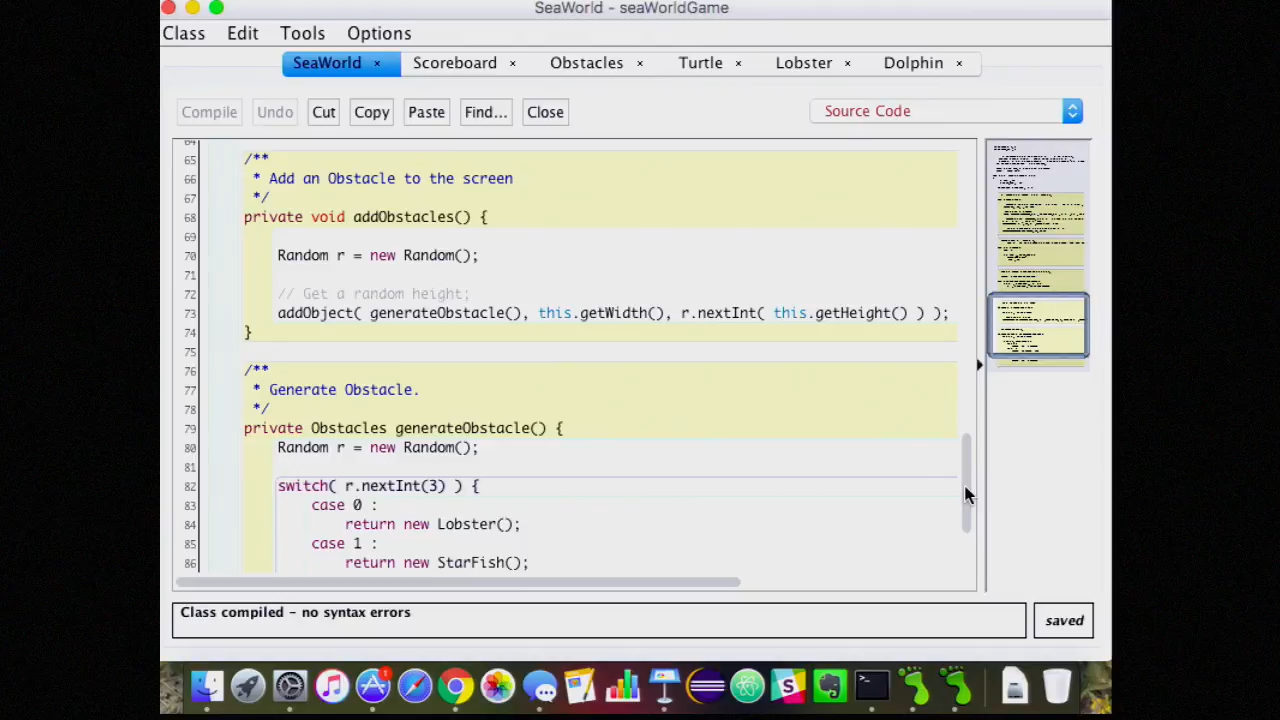 SeaWorld - seaWorldGame
Class Edit Tools Options
SeaWorld × Scoreboard × Obstacles × Turtle × Lobster × Dolphin ×
Compile Undo Cut Copy Paste Find... Close Source Code
64
65 /**
66 * Add an Obstacle to the screen
67 */
68 private void addObstacles() {
69
70 Random r = new Random();
71
72 // Get a random height;
73 addObject( generateObstacle(), this.getWidth(), r.nextInt( this.getHeight() ) );
74 }
75
76 /**
77 * Generate Obstacle.
78 */
79 private Obstacles generateObstacle() {
80 Random r = new Random();
81
82 switch( r.nextInt(3) ) {
83 case 0 :
84 return new Lobster();
85 case 1 :
86 return new StarFish();
Class compiled - no syntax errors
saved